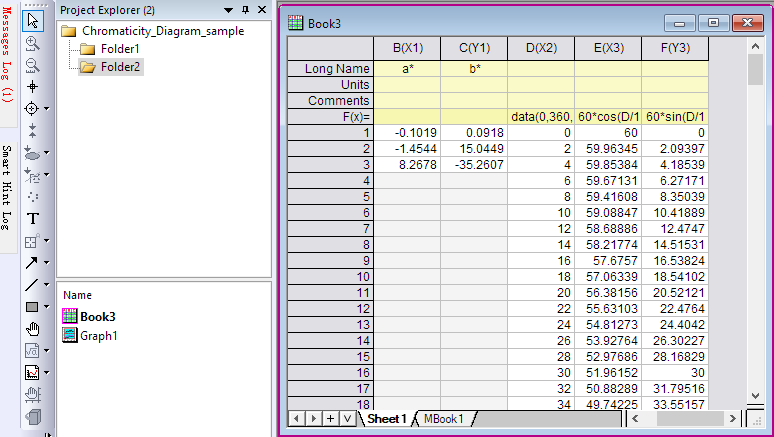 Messages Log (1)
Smart Hint Log
Project Explorer (2)
Chromaticity_Diagram_sample
Folder1
Folder2
Name
Book3
Graph1
T
Book3
B(X1) C(Y1) D(X2) E(X3) F(Y3)
Long Name a* b*
Units
Comments
F(x)= data(0,360, 60*cos(D/1 60*sin(D/1
1 -0.1019 0.0918 0 60 0
2 -1.4544 15.0449 2 59.96345 2.09397
3 8.2678 -35.2607 4 59.85384 4.18539
4 6 59.67131 6.27171
5 8 59.41608 8.35039
6 10 59.08847 10.41889
7 12 58.68886 12.4747
8 14 58.21774 14.51531
9 16 57.6757 16.53824
10 18 57.06339 18.54102
11 20 56.38156 20.52121
12 22 55.63103 22.4764
13 24 54.81273 24.4042
14 26 53.92764 26.30227
15 28 52.97686 28.16829
16 30 51.96152 30
17 32 50.88289 31.79516
18 34 49.74225 33.55157
Sheet1 MBook1